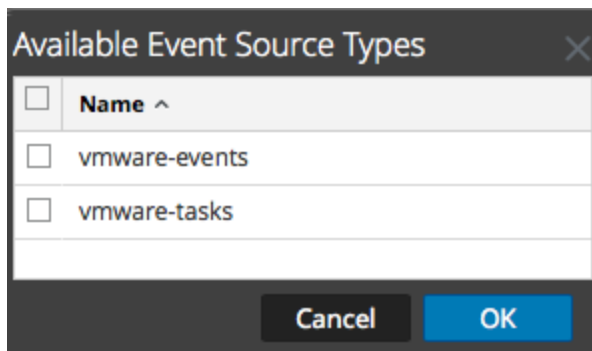 Available Event Source Types
Name
vmware-events
vmware-tasks
Cancel OK